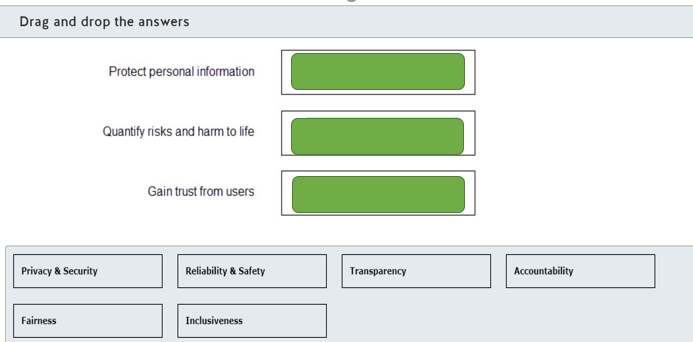 Drag and drop the answers
Protect personal information
Quantify risks and harm to life
Gain trust from users
Privacy & Security
Reliability & Safety
Transparency
Accountability
Fairness
Inclusiveness